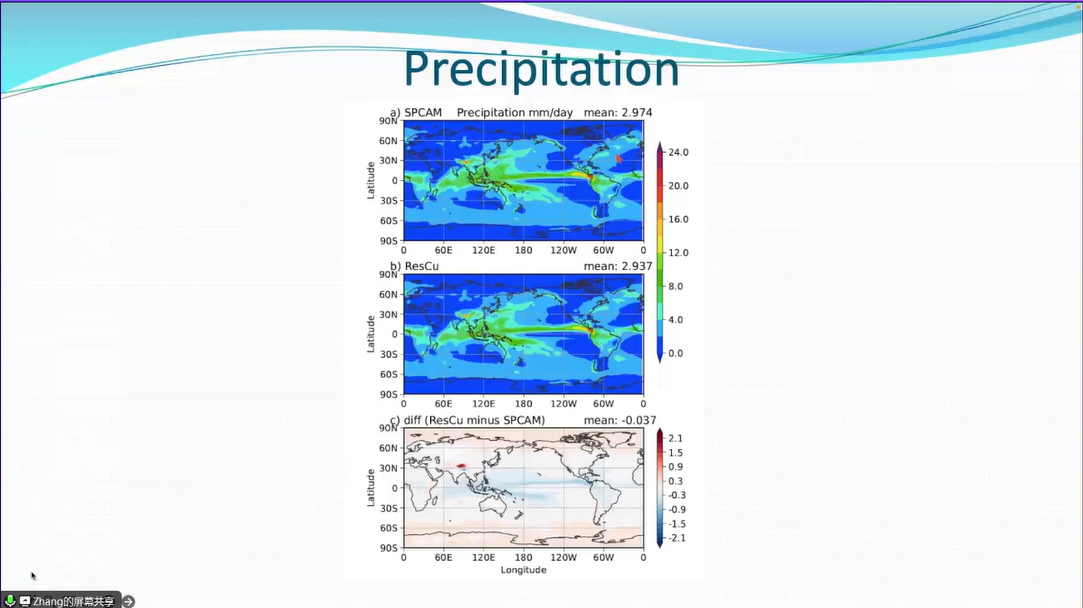 Precipitation
a) SPCAM Precipitation mm/day mean: 2.974
90N
60N
30N
0
30S
60S
90S
Latitude
0 60E 120E 180 120W 60W 0
24.0
20.0
16.0
12.0
8.0
4.0
0.0
b) ResCu mean: 2.937
90N
60N
30N
0
30S
60S
90S
Latitude
0 60E 120E 180 120W 60W 0
c) diff (ResCu minus SPCAM) mean: -0.037
90N
60N
30N
0
30S
60S
90S
Latitude
0 60E 120E 180 120W 60W 0
Longitude
2.1
1.5
0.9
0.3
-0.3
-0.9
-1.5
-2.1
Zhang的屏幕共享